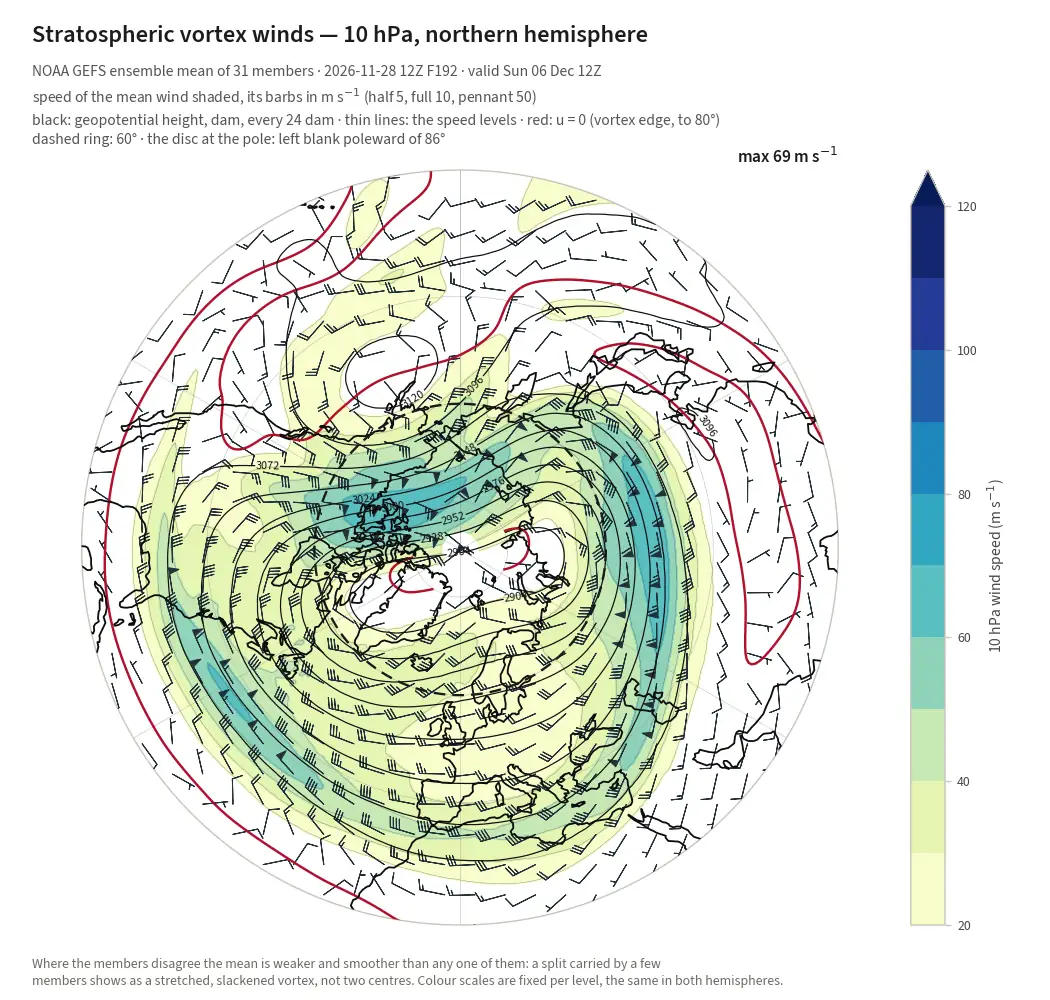 Stratospheric vortex winds — 10 hPa, northern hemisphere
NOAA GEFS ensemble mean of 31 members · 2026-11-28 12Z F192 · valid Sun 06 Dec 12Z
speed of the mean wind shaded, its barbs in m s⁻¹ (half 5, full 10, pennant 50)
black: geopotential height, dam, every 24 dam · thin lines: the speed levels · red: u = 0 (vortex edge, to 80°)
dashed ring: 60° · the disc at the pole: left blank poleward of 86°
max 69 m s⁻¹
120
100
80
60
40
20
10 hPa wind speed (m s⁻¹)
3096
3120
3096
3072
3024
2976
2952
2928
Where the members disagree the mean is weaker and smoother than any one of them: a split carried by a few
members shows as a stretched, slackened vortex, not two centres. Colour scales are fixed per level, the same in both hemispheres.